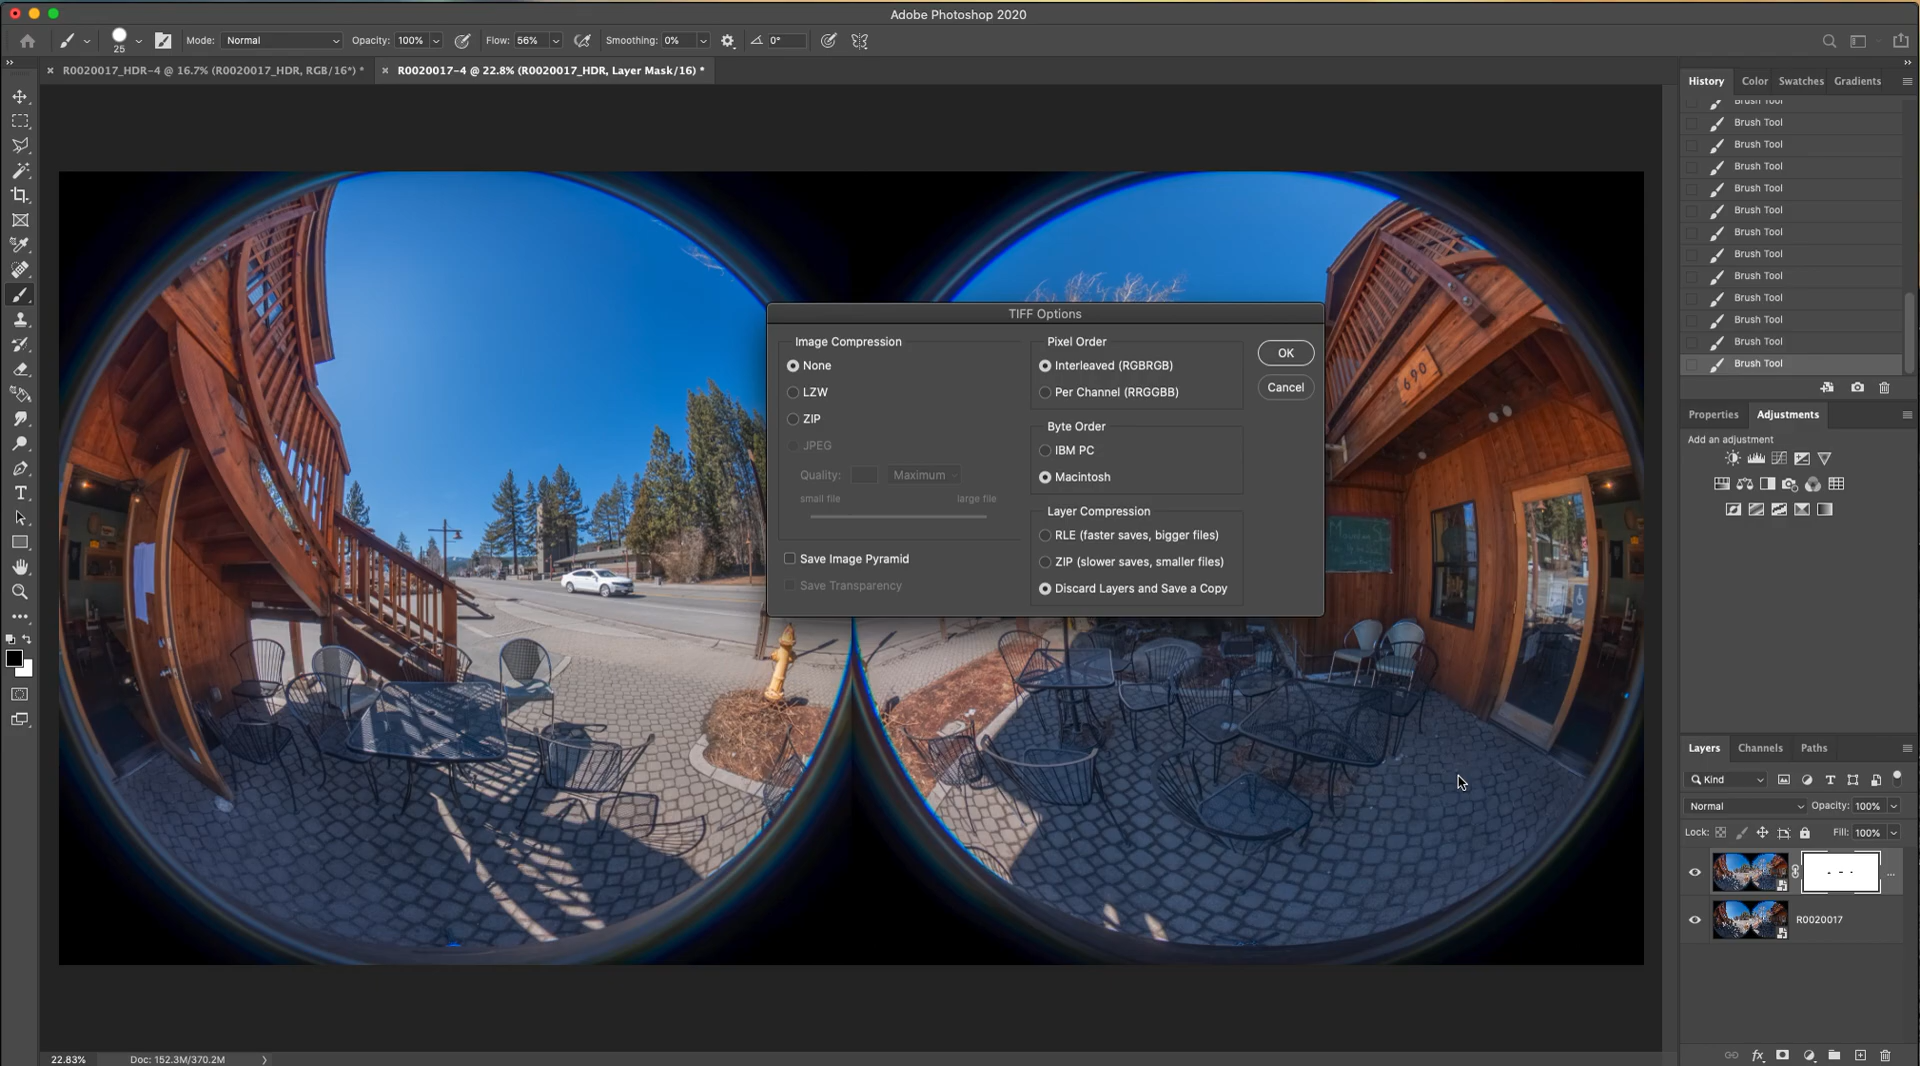 Adobe Photoshop 2020
25
Mode: Normal
Opacity: 100%
Flow: 56%
Smoothing: 0%
0°
R0020017_HDR-4 @ 16.7% (R0020017_HDR, RGB/16*) *
R0020017-4 @ 22.8% (R0020017_HDR, Layer Mask/16) *
History
Color
Swatches
Gradients
Brush Tool
Brush Tool
Brush Tool
Brush Tool
Brush Tool
Brush Tool
Brush Tool
Brush Tool
Brush Tool
Brush Tool
Brush Tool
Brush Tool
Brush Tool
TIFF Options
Image Compression
None
LZW
ZIP
JPEG
Quality:
Maximum
small file
large file
Save Image Pyramid
Save Transparency
Pixel Order
Interleaved (RGBRGB)
Per Channel (RRGGBB)
Byte Order
IBM PC
Macintosh
Layer Compression
RLE (faster saves, bigger files)
ZIP (slower saves, smaller files)
Discard Layers and Save a Copy
OK
Cancel
690
Properties
Adjustments
Add an adjustment
Layers
Channels
Paths
Kind
Normal
Opacity: 100%
Lock:
Fill: 100%
...
R0020017
22.83%
Doc: 152.3M/370.2M